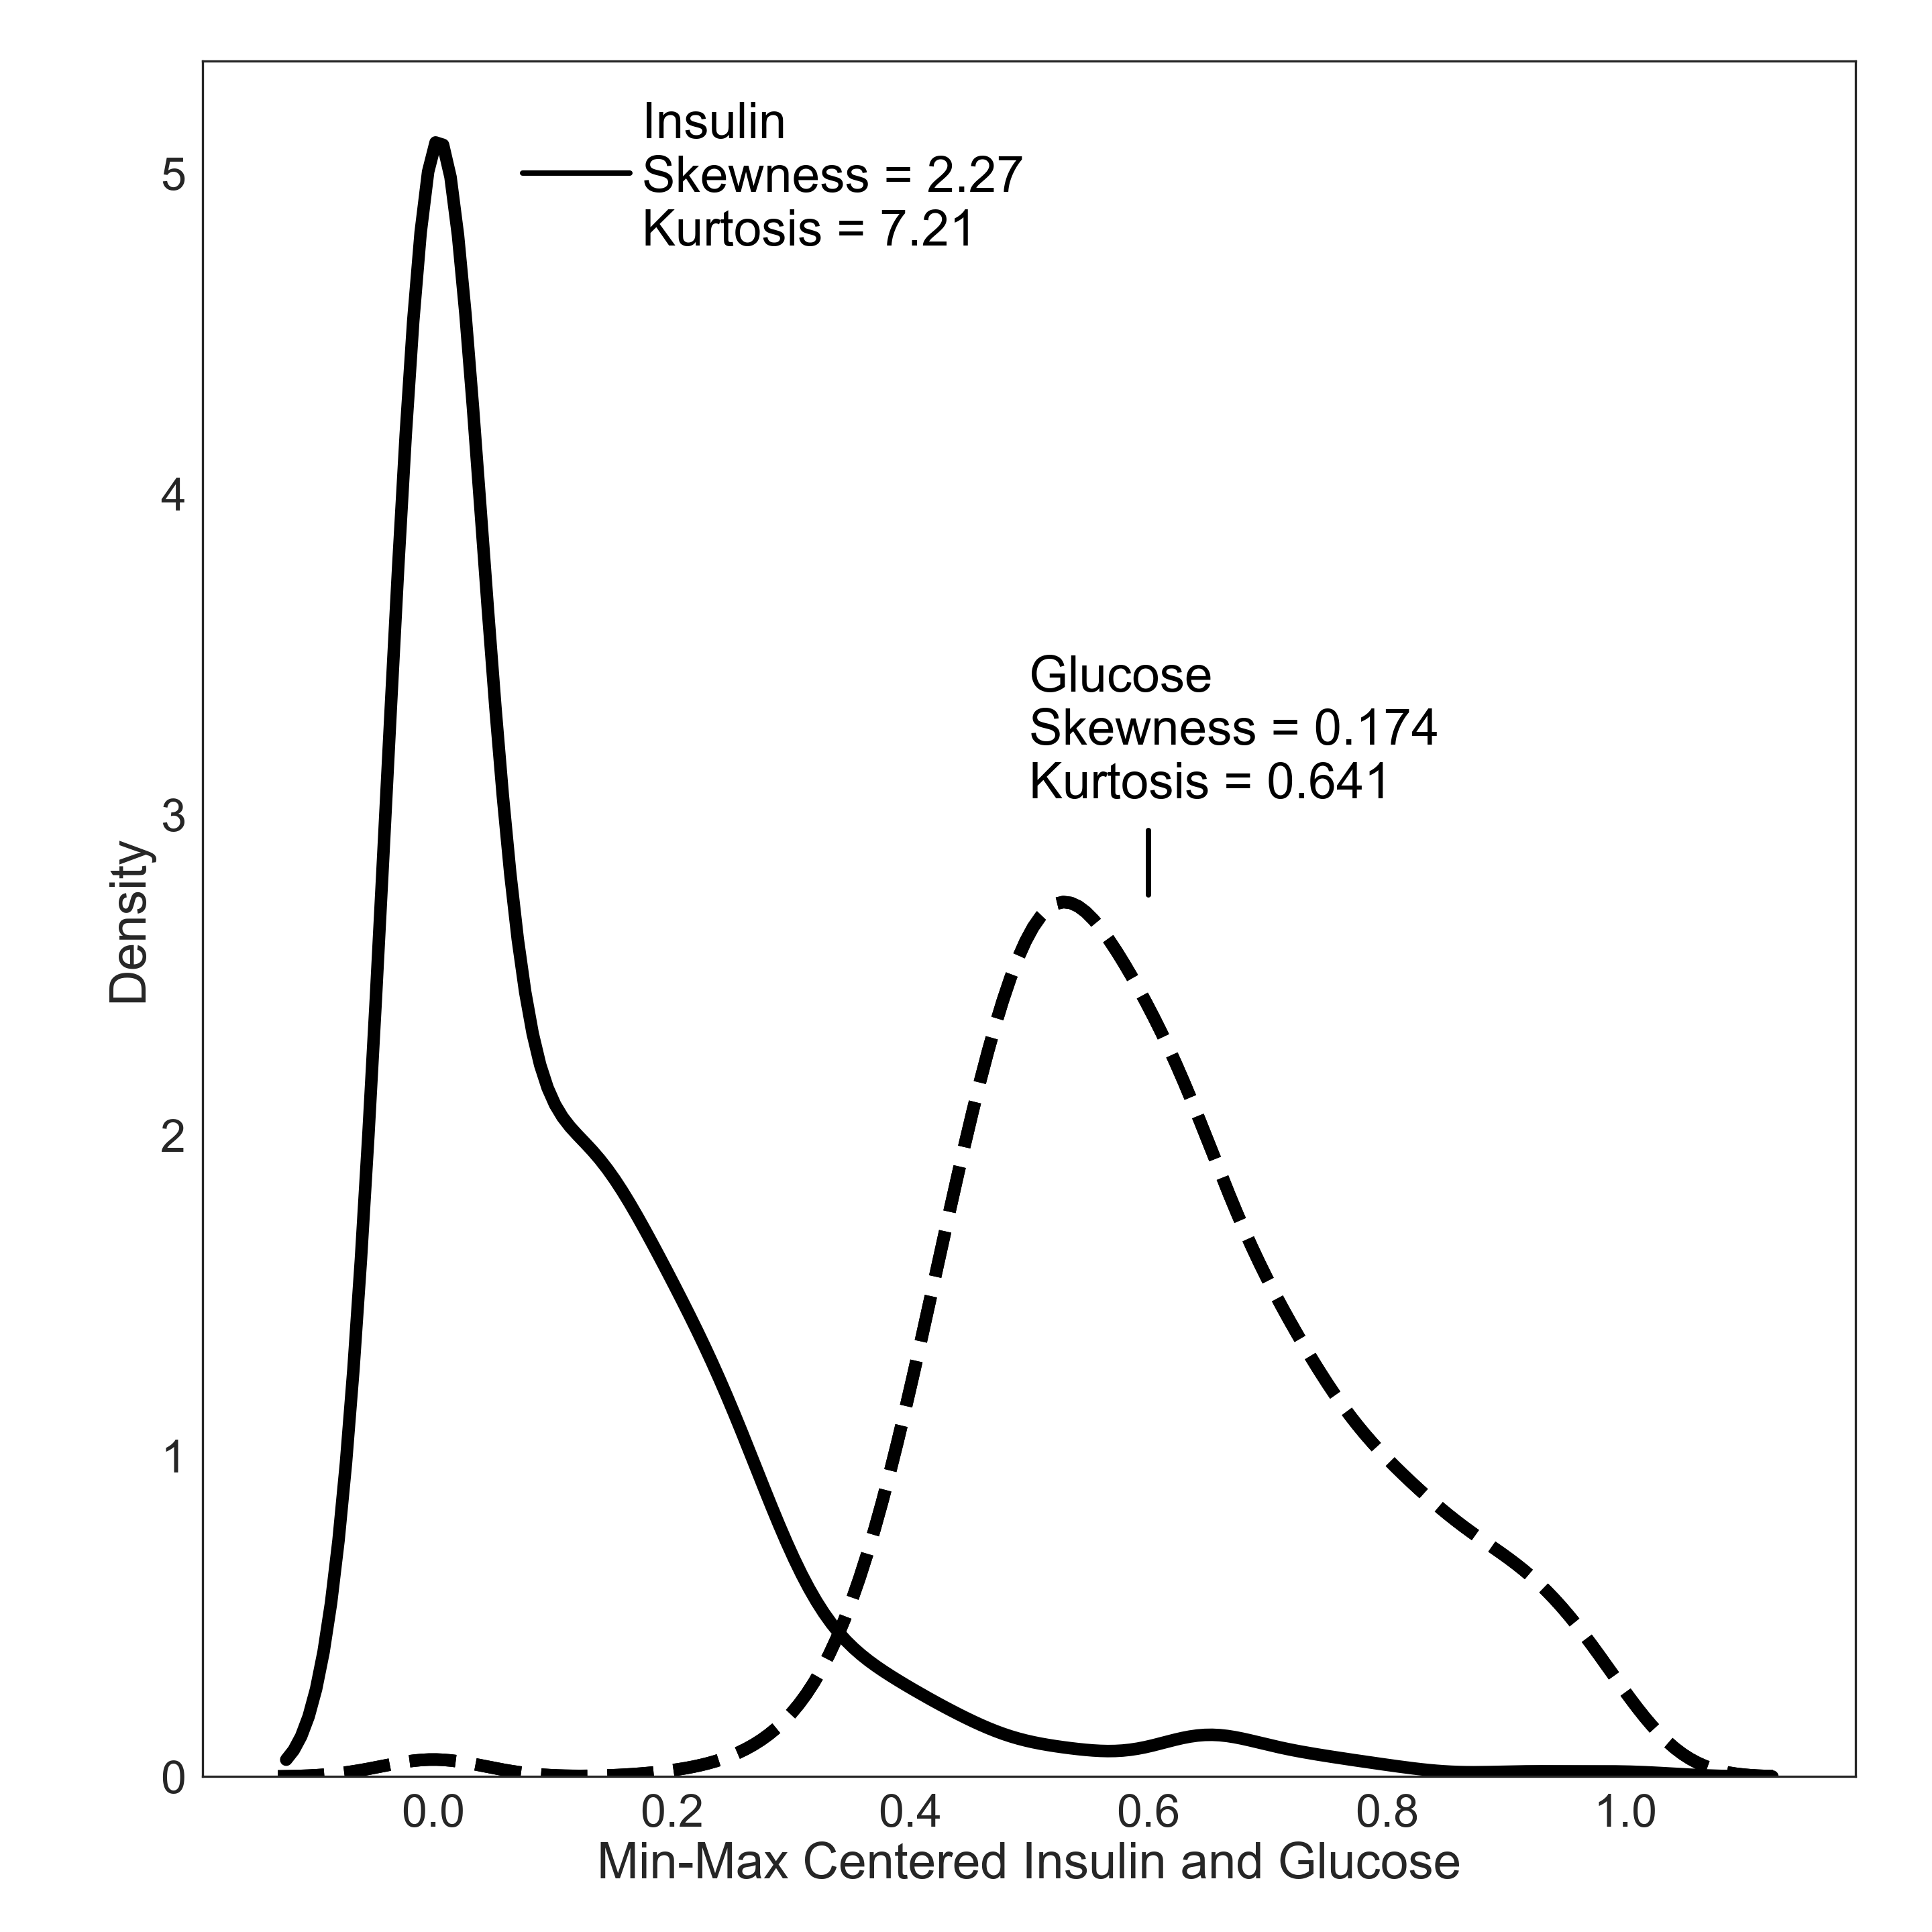 Insulin
Skewness = 2.27
Kurtosis = 7.21
Glucose
Skewness = 0.174
Kurtosis = 0.641
Density
5
4
3
2
1
0
0.0 0.2 0.4 0.6 0.8 1.0
Min-Max Centered Insulin and Glucose